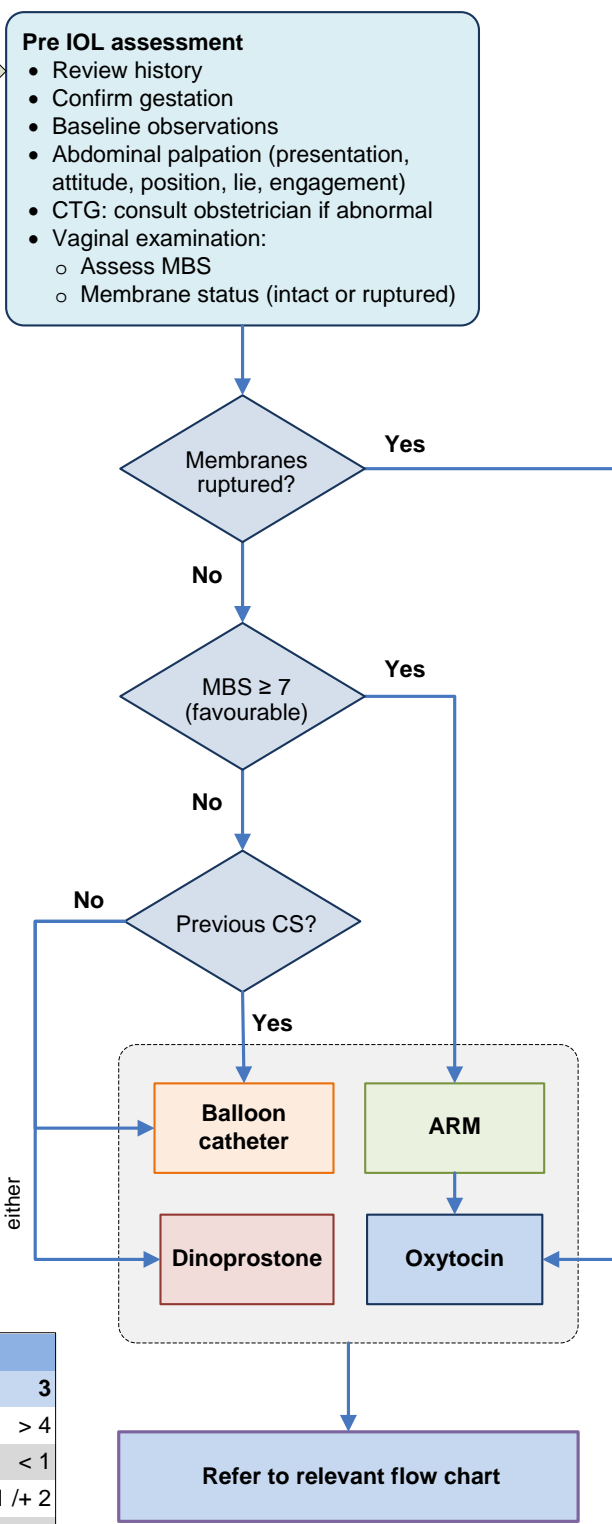 Pre IOL assessment
• Review history
• Confirm gestation
• Baseline observations
• Abdominal palpation (presentation,
attitude, position, lie, engagement)
• CTG: consult obstetrician if abnormal
• Vaginal examination:
o Assess MBS
o Membrane status (intact or ruptured)
Membranes
ruptured?
Yes
No
MBS ≥ 7
(favourable)
Yes
No
Previous CS?
No
Yes
Balloon
catheter
ARM
either
Dinoprostone
Oxytocin
3
> 4
< 1
/+ 2
Refer to relevant flow chart